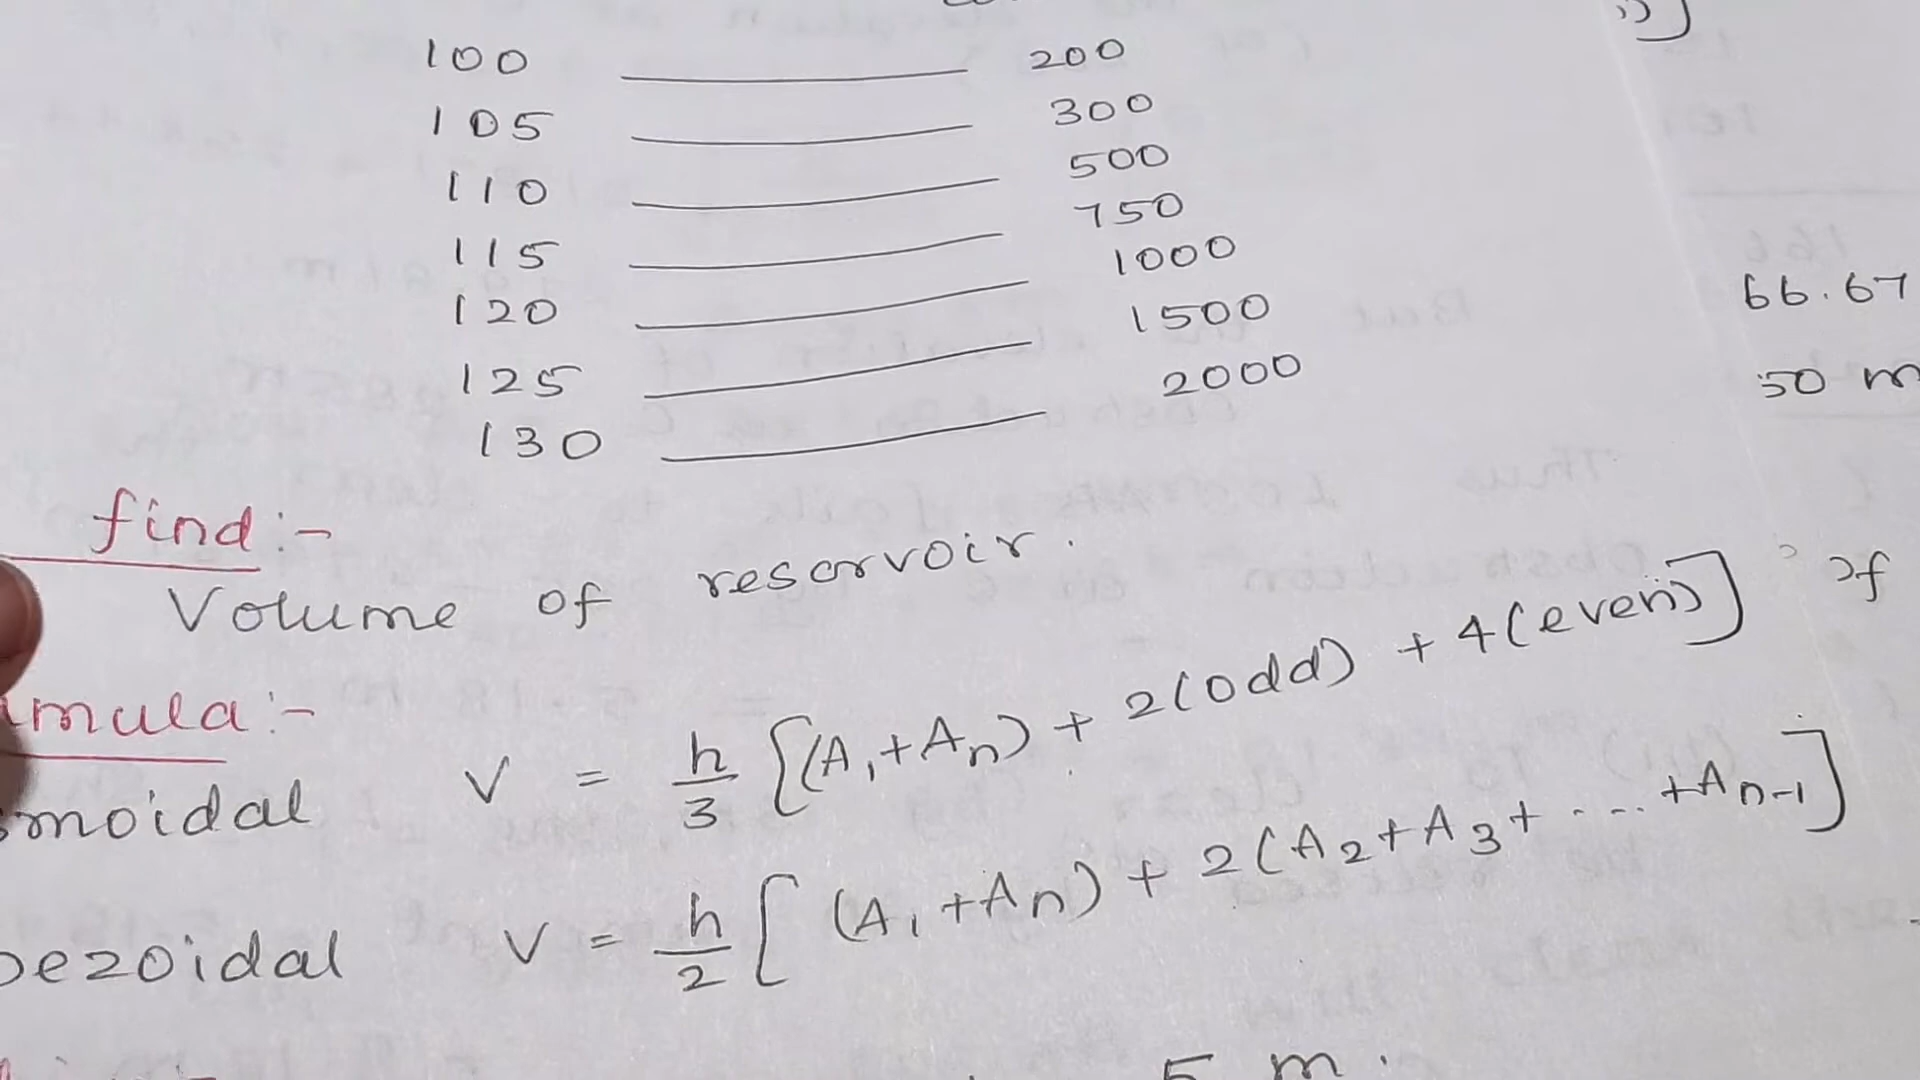 100 ——— 200
105 ——— 300
110 ——— 500
115 ——— 750
120 ——— 1000
125 ——— 1500
130 ——— 2000
66.67
50 m
find:-
Volume of reservoir.
mula:-
moidal V = h/3 [(A₁+Aₙ) + 2(odd) + 4(even)]
of
pezoidal V = h/2 [(A₁+Aₙ) + 2(A₂+A₃+ .... +Aₙ₋₁]
5 m.